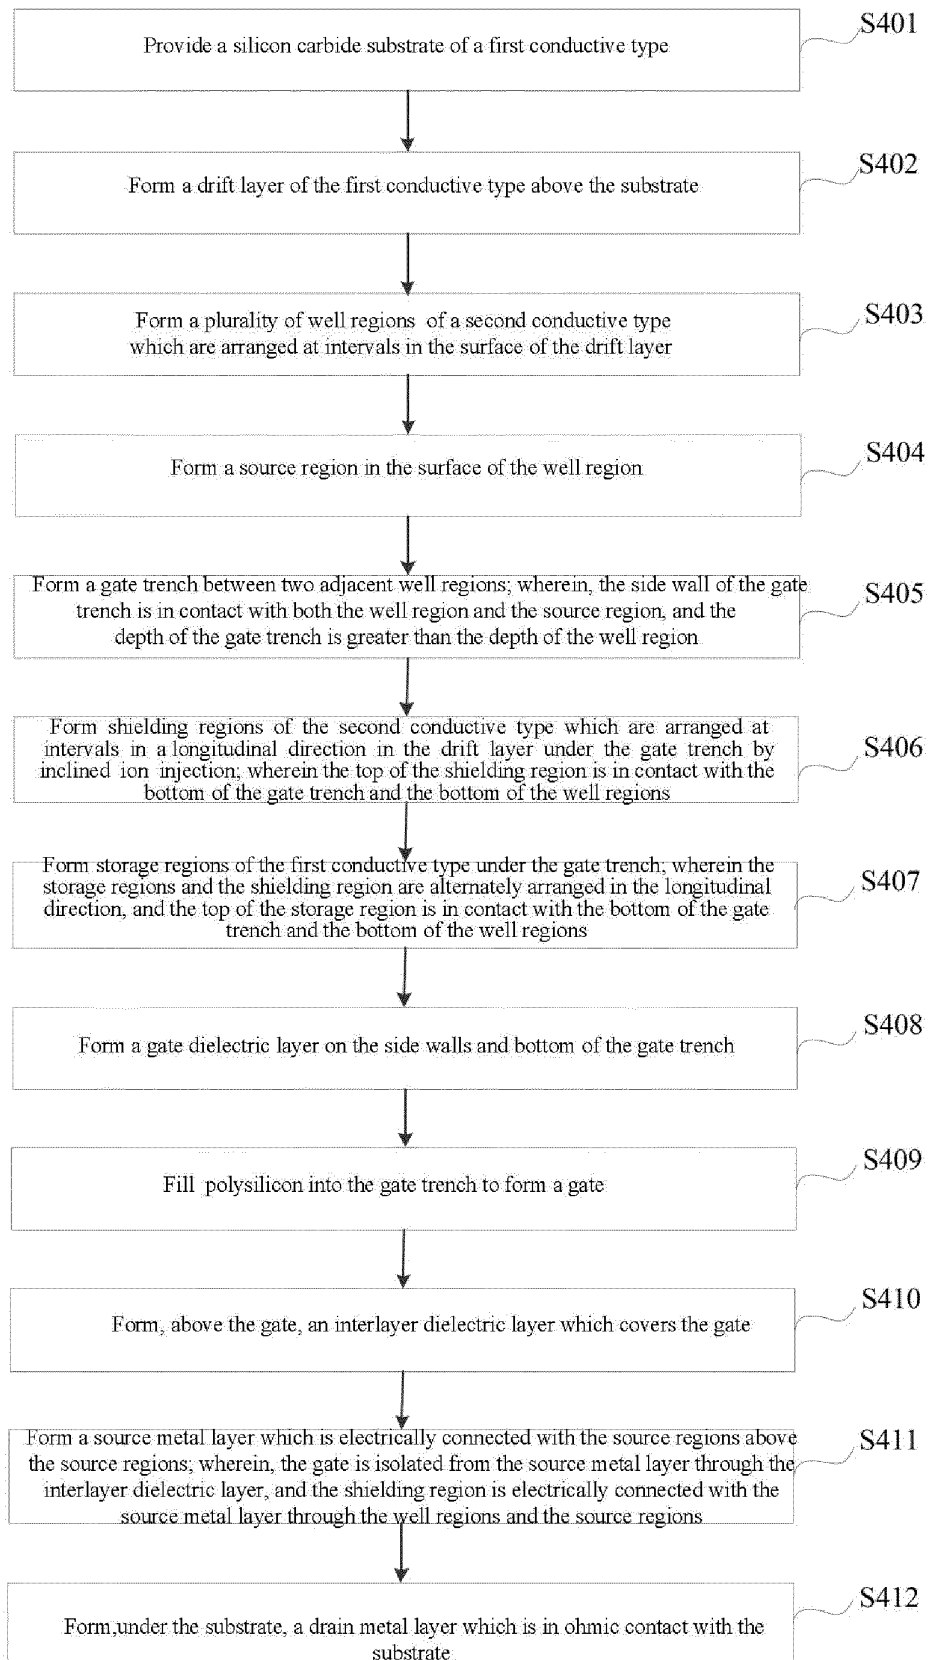 Provide a silicon carbide substrate of a first conductive type
S401
Form a drift layer of the first conductive type above the substrate
S402
Form a plurality of well regions of a second conductive type
which are arranged at intervals in the surface of the drift layer
S403
Form a source region in the surface of the well region
S404
Form a gate trench between two adjacent well regions; wherein, the side wall of the gate
trench is in contact with both the well region and the source region, and the
depth of the gate trench is greater than the depth of the well region
S405
Form shielding regions of the second conductive type which are arranged at
intervals in a longitudinal direction in the drift layer under the gate trench by
inclined ion injection; wherein the top of the shielding region is in contact with the
bottom of the gate trench and the bottom of the well regions
S406
Form storage regions of the first conductive type under the gate trench; wherein the
storage regions and the shielding region are alternately arranged in the longitudinal
direction, and the top of the storage region is in contact with the bottom of the gate
trench and the bottom of the well regions
S407
Form a gate dielectric layer on the side walls and bottom of the gate trench
S408
Fill polysilicon into the gate trench to form a gate
S409
Form, above the gate, an interlayer dielectric layer which covers the gate
S410
Form a source metal layer which is electrically connected with the source regions above
the source regions; wherein, the gate is isolated from the source metal layer through the
interlayer dielectric layer, and the shielding region is electrically connected with the
source metal layer through the well regions and the source regions
S411
Form,under the substrate, a drain metal layer which is in ohmic contact with the
substrate
S412